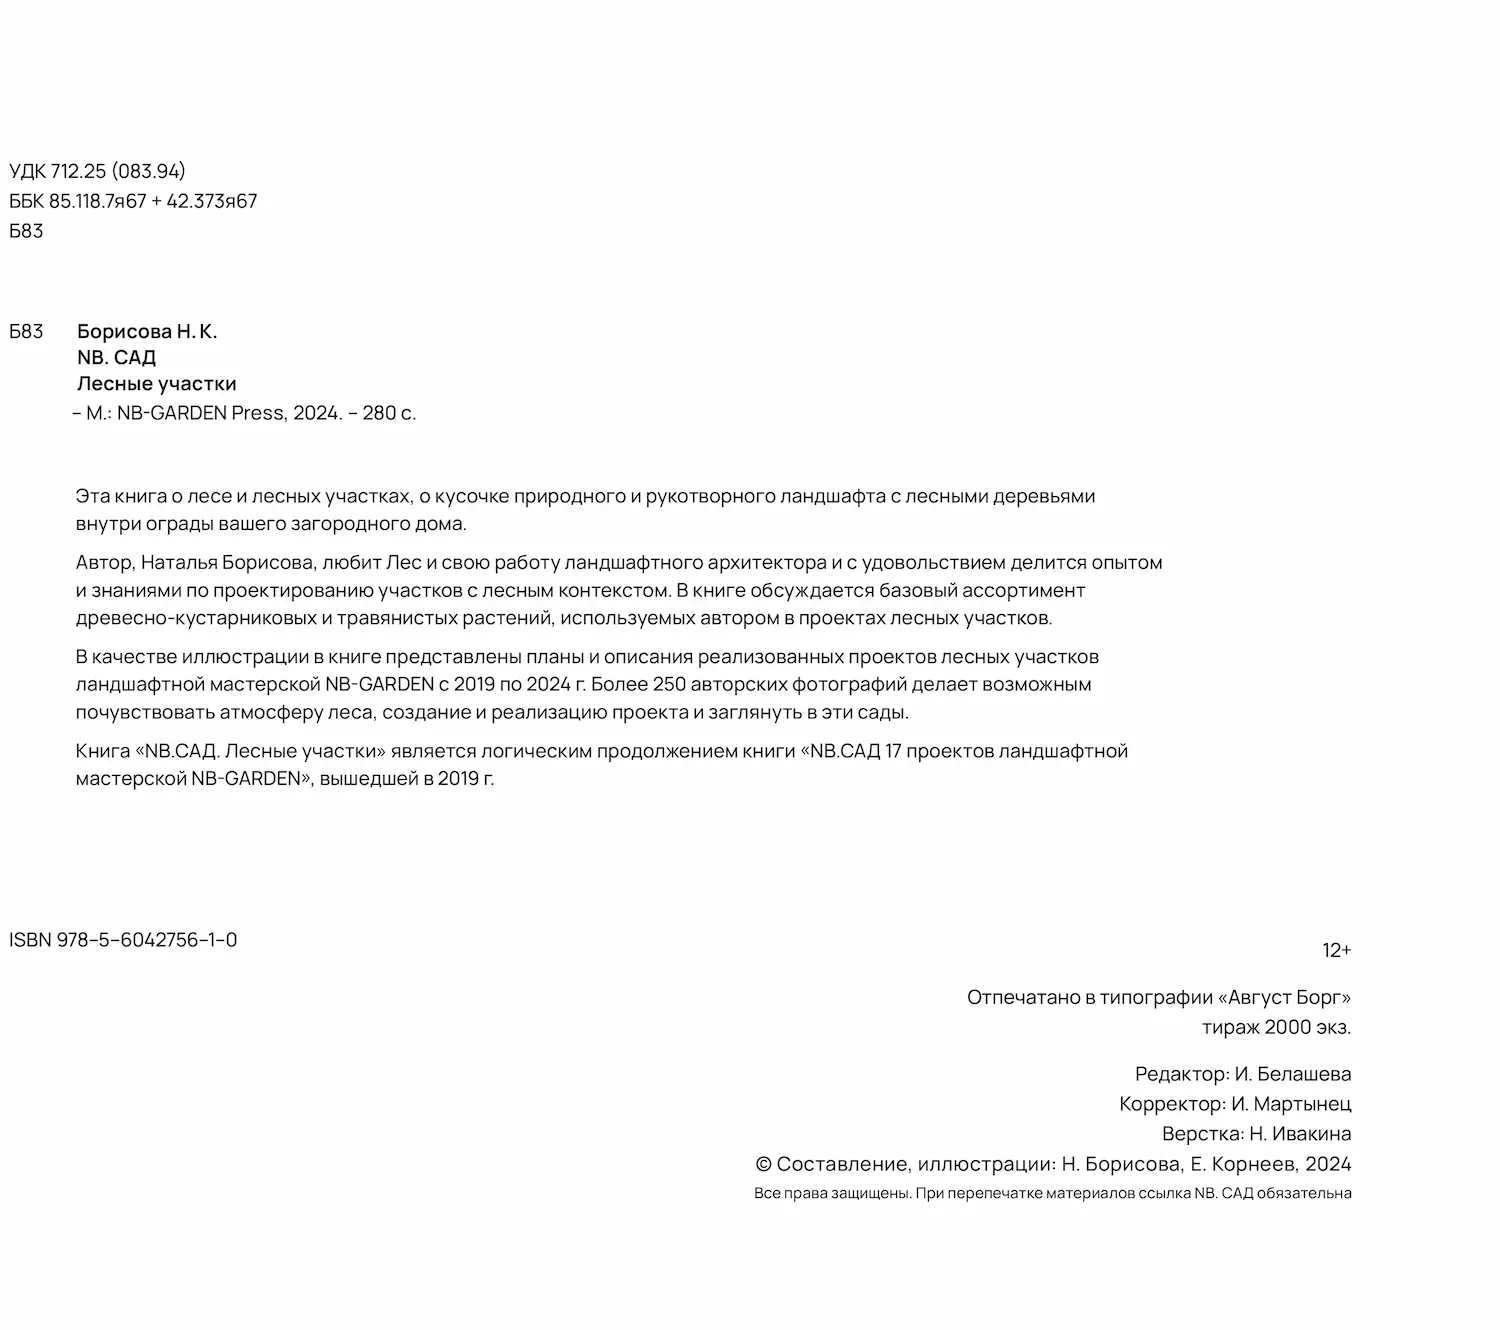 УДК 712.25 (083.94)
ББК 85.118.7я67 + 42.373я67
Б83
Б83 Борисова Н. К.
NB. САД
Лесные участки
– М.: NB-GARDEN Press, 2024. – 280 с.
Эта книга о лесе и лесных участках, о кусочке природного и рукотворного ландшафта с лесными деревьями
внутри ограды вашего загородного дома.
Автор, Наталья Борисова, любит Лес и свою работу ландшафтного архитектора и с удовольствием делится опытом
и знаниями по проектированию участков с лесным контекстом. В книге обсуждается базовый ассортимент
древесно-кустарниковых и травянистых растений, используемых автором в проектах лесных участков.
В качестве иллюстрации в книге представлены планы и описания реализованных проектов лесных участков
ландшафтной мастерской NB-GARDEN с 2019 по 2024 г. Более 250 авторских фотографий делает возможным
почувствовать атмосферу леса, создание и реализацию проекта и заглянуть в эти сады.
Книга «NB.САД. Лесные участки» является логическим продолжением книги «NB.САД 17 проектов ландшафтной
мастерской NB-GARDEN», вышедшей в 2019 г.
ISBN 978–5–6042756–1–0
12+
Отпечатано в типографии «Август Борг»
тираж 2000 экз.
Редактор: И. Белашева
Корректор: И. Мартынец
Верстка: Н. Ивакина
© Составление, иллюстрации: Н. Борисова, Е. Корнеев, 2024
Все права защищены. При перепечатке материалов ссылка NB. САД обязательна